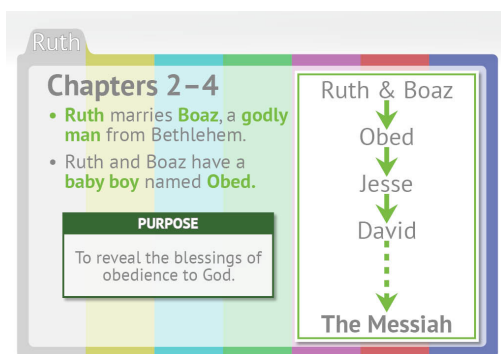 Ruth
Chapters 2–4
• Ruth marries Boaz, a godly
man from Bethlehem.
• Ruth and Boaz have a
baby boy named Obed.
PURPOSE
To reveal the blessings of
obedience to God.
Ruth & Boaz
Obed
Jesse
David
The Messiah